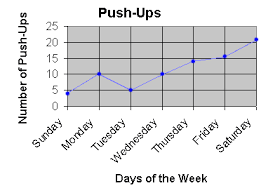 Push-Ups
Number of Push-Ups
25
20
15
10
5
0
Sunday
Monday
Tuesday
Wednesday
Thursday
Friday
Saturday
Days of the Week